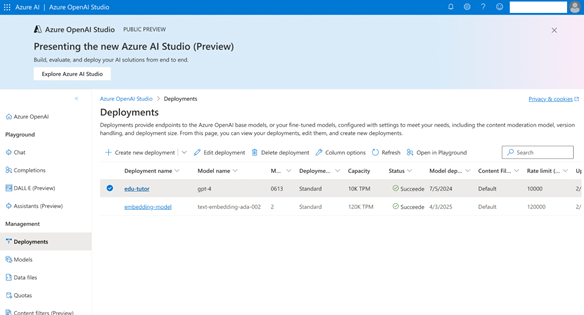 Azure AI | Azure OpenAI Studio
Azure OpenAI Studio PUBLIC PREVIEW
Presenting the new Azure AI Studio (Preview)
Build, evaluate, and deploy your AI solutions from end to end.
Explore Azure AI Studio
Azure OpenAI Studio > Deployments
Privacy & cookies
Azure OpenAI
Playground
Chat
Completions
DALL·E (Preview)
Assistants (Preview)
Management
Deployments
Models
Data files
Quotas
Content filters (Preview)
Deployments
Deployments provide endpoints to the Azure OpenAI base models, or your fine-tuned models, configured with settings to meet your needs, including the content moderation model, version
handling, and deployment size. From this page, you can view your deployments, edit them, and create new deployments.
Create new deployment Edit deployment Delete deployment Column options Refresh Open in Playground Search
Deployment name Model name M... Deployme... Capacity Status Model dep... Content Fil... Rate limit (... Up
edu-tutor gpt-4 0613 Standard 10K TPM Succeede 7/5/2024 Default 10000 2/
embedding-model text-embedding-ada-002 2 Standard 120K TPM Succeede 4/3/2025 Default 120000 2/